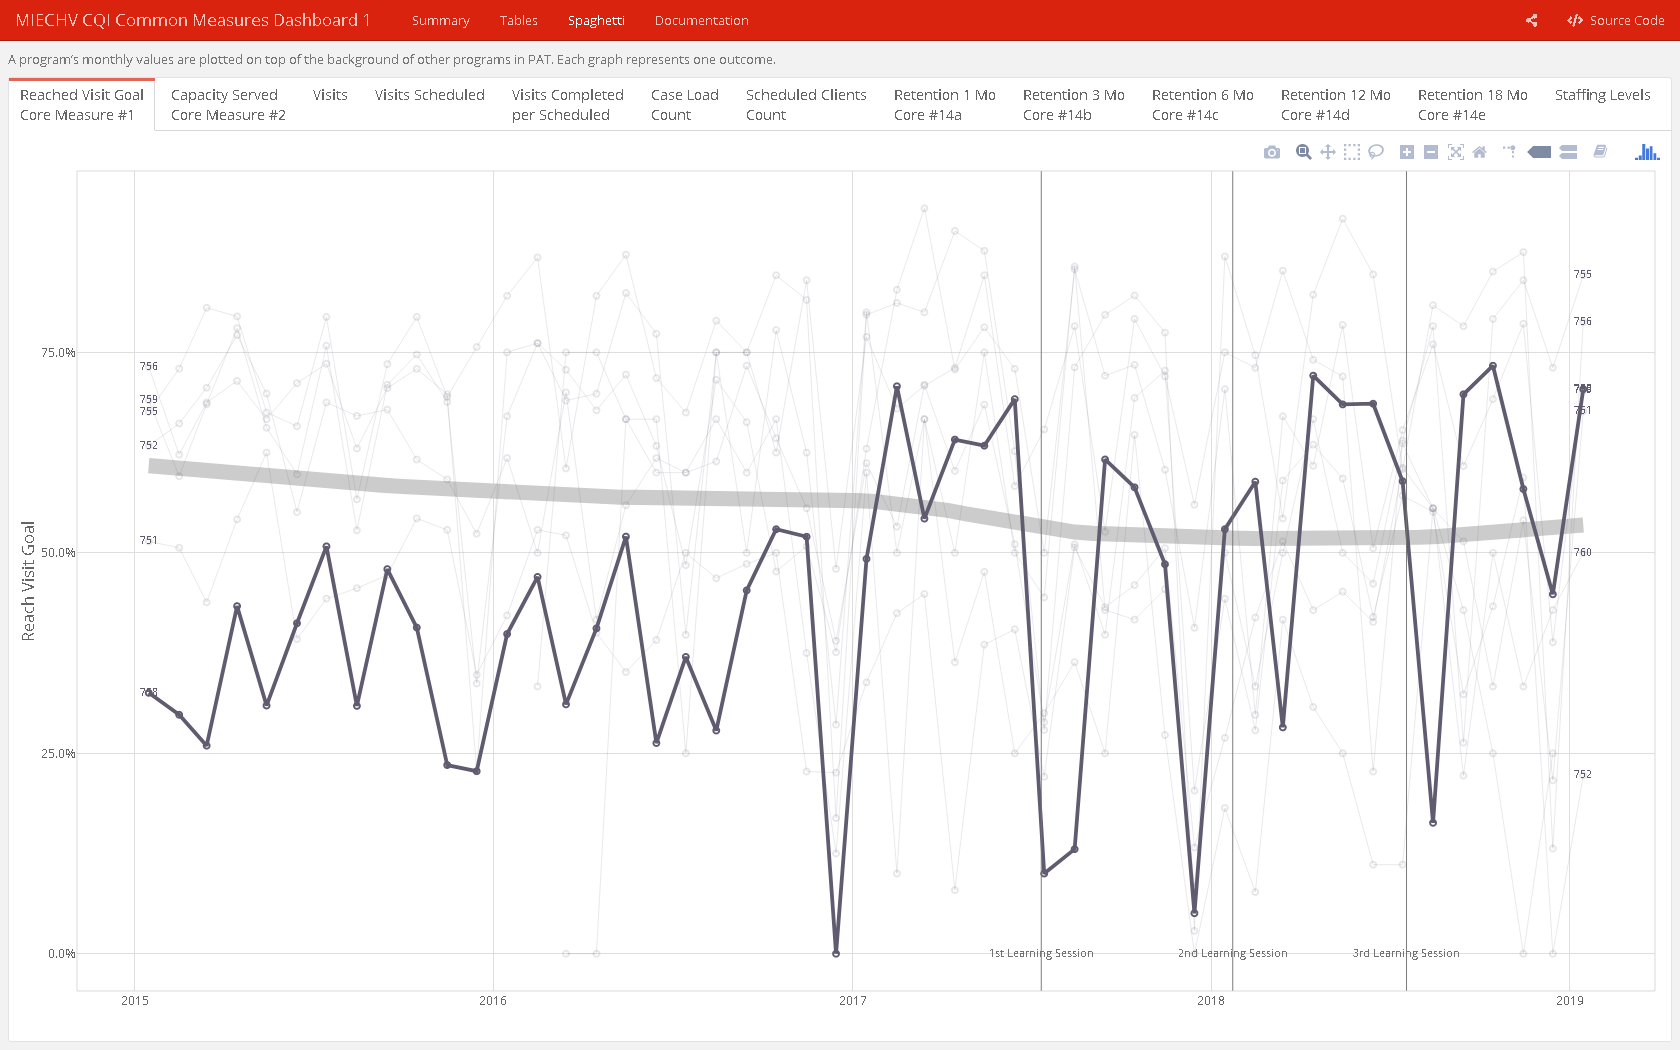 MIECHV CQI Common Measures Dashboard 1
Summary
Tables
Spaghetti
Documentation
Source Code
A program's monthly values are plotted on top of the background of other programs in PAT. Each graph represents one outcome.
Reached Visit Goal
Core Measure #1
Capacity Served
Core Measure #2
Visits
Visits Scheduled
Visits Completed
per Scheduled
Case Load
Count
Scheduled Clients
Count
Retention 1 Mo
Core #14a
Retention 3 Mo
Core #14b
Retention 6 Mo
Core #14c
Retention 12 Mo
Core #14d
Retention 18 Mo
Core #14e
Staffing Levels
Reach Visit Goal
75.0%
50.0%
25.0%
0.0%
756
759
755
752
751
755
756
751
760
752
1st Learning Session
2nd Learning Session
3rd Learning Session
2015
2016
2017
2018
2019